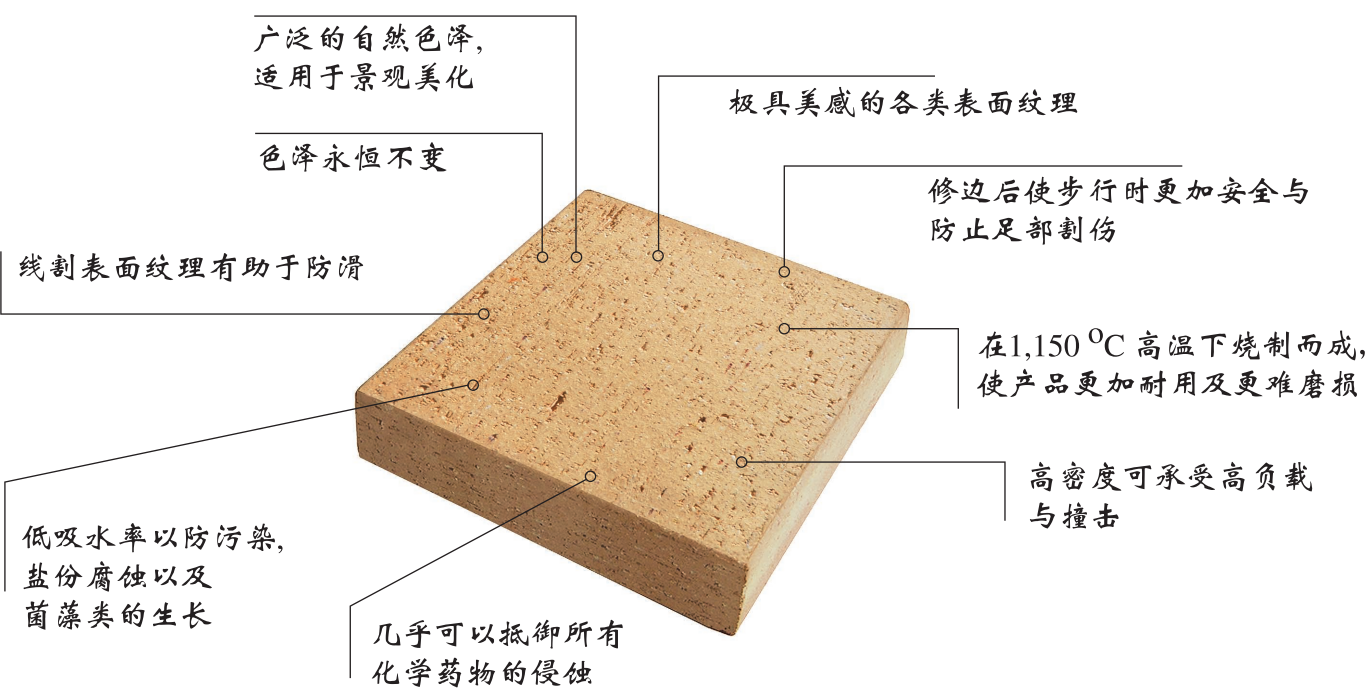 广泛的自然色泽,
适用于景观美化
极具美感的各类表面纹理
色泽永恒不变
修边后使步行时更加安全与
防止足部割伤
线割表面纹理有助于防滑
在1,150 °C 高温下烧制而成,
使产品更加耐用及更难磨损
高密度可承受高负载
与撞击
低吸水率以防污染,
盐份腐蚀以及
菌藻类的生长
几乎可以抵御所有
化学药物的侵蚀